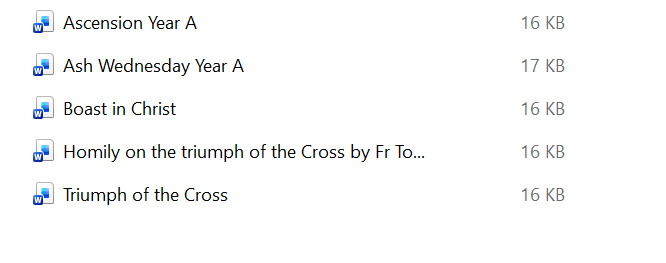 Ascension Year A 16 KB
Ash Wednesday Year A 17 KB
Boast in Christ 16 KB
Homily on the triumph of the Cross by Fr To... 16 KB
Triumph of the Cross 16 KB